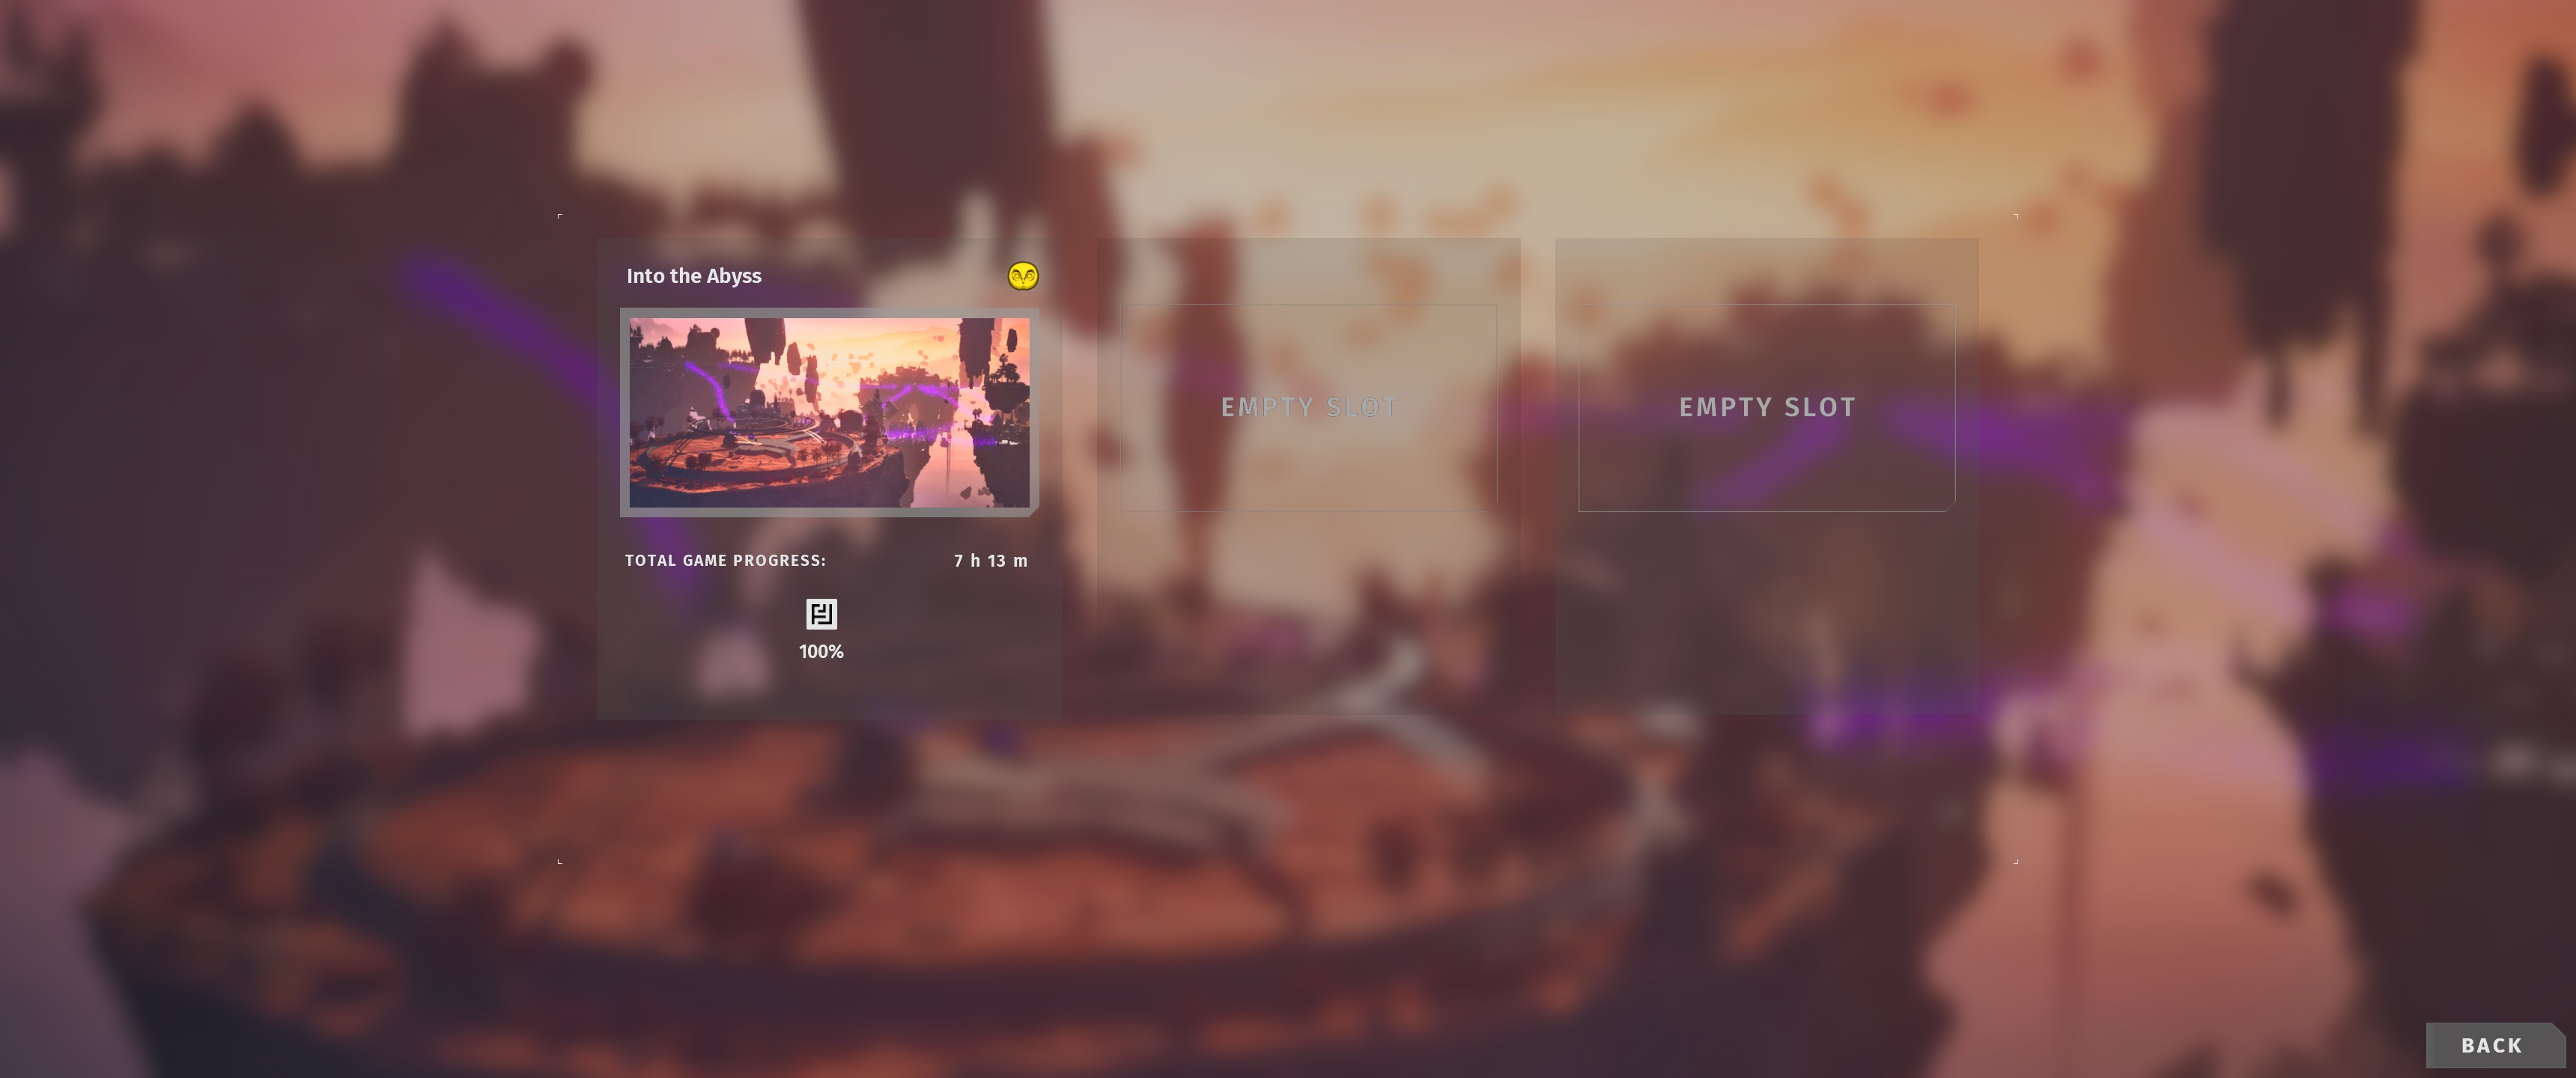 Into the Abyss
EMPTY SLOT
EMPTY SLOT
TOTAL GAME PROGRESS: 7 h 13 m
100%
BACK